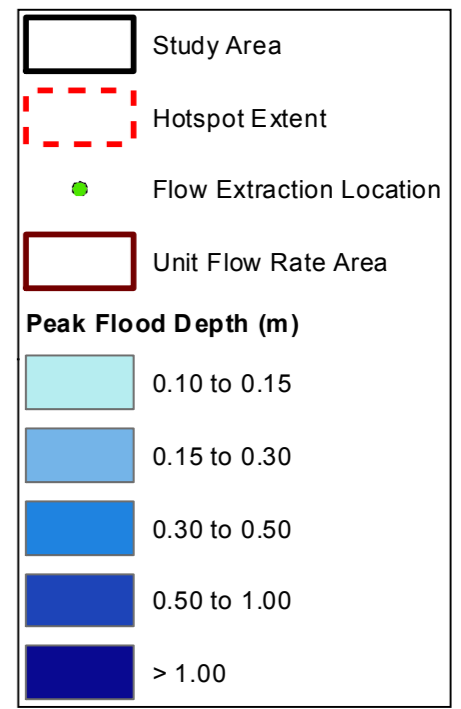 Study Area
Hotspot Extent
Flow Extraction Location
Unit Flow Rate Area
Peak Flood Depth (m)
0.10 to 0.15
0.15 to 0.30
0.30 to 0.50
0.50 to 1.00
> 1.00